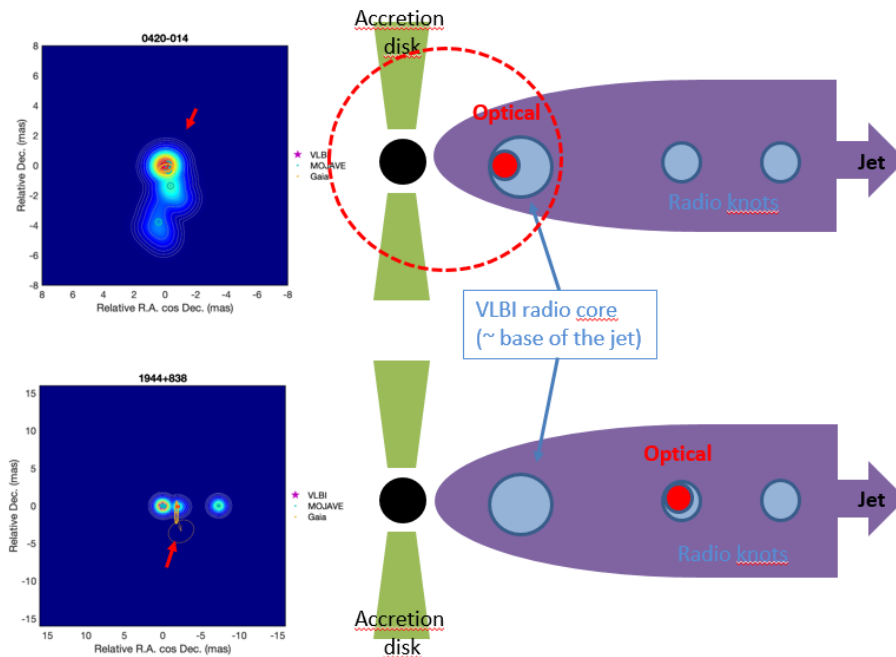 0420-014
8
6
4
2
0
-2
-4
-6
-8
Relative Dec. (mas)
8 6 4 2 0 -2 -4 -6 -8
Relative R.A. cos Dec. (mas)
VLBI
MOJAVE
Gaia
Accretion
disk
Optical
Radio knots
Jet
VLBI radio core
(~ base of the jet)
1944+838
15
10
5
0
-5
-10
-15
Relative Dec. (mas)
15 10 5 0 -5 -10 -15
Relative R.A. cos Dec. (mas)
VLBI
MOJAVE
Gaia
Optical
Radio knots
Jet
Accretion
disk